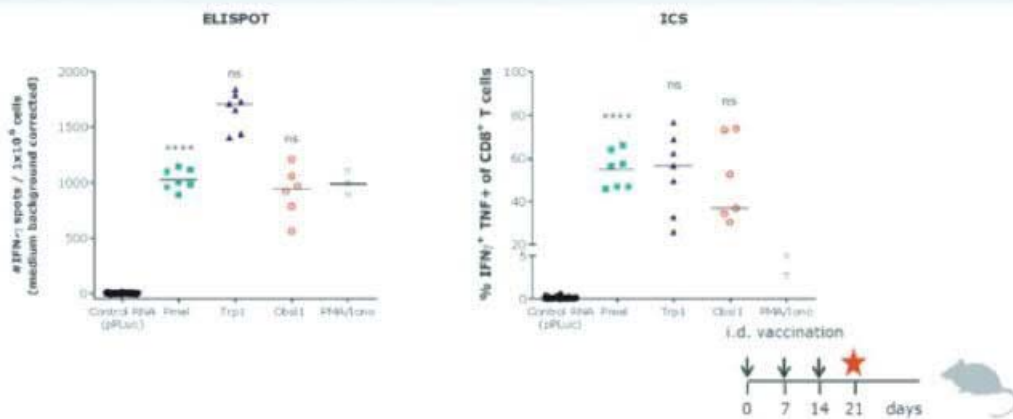 ELISPOT
#IFN-γ spots / 1x10⁶ cells
(medium background corrected)
2000
1500
1000
500
0
****
ns
ns
Control RNA
(pPLuc)
Pmel
Trp1
Obsl1
PMA/Iono
ICS
% IFNγ⁺ TNF+ of CD8⁺ T cells
100
80
60
40
20
5
0
****
ns
ns
Control RNA
(pPLuc)
Pmel
Trp1
Obsl1
PMA/Iono
i.d. vaccination
0 7 14 21 days